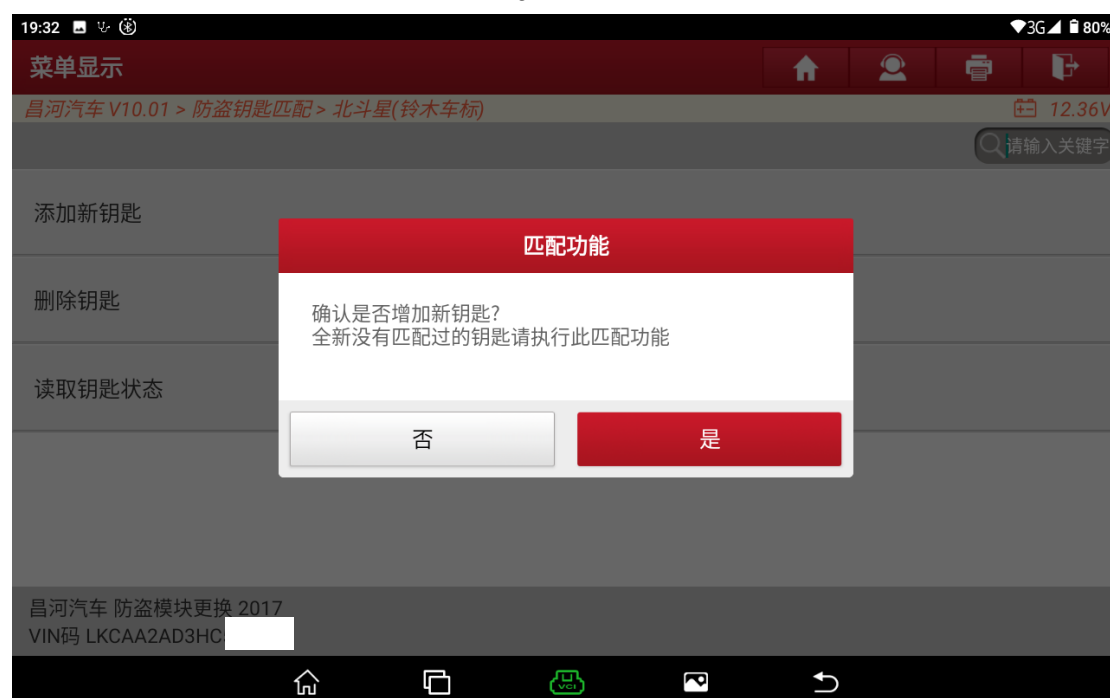 19:32
3G 80%
菜单显示
昌河汽车 V10.01 > 防盗钥匙匹配 > 北斗星(铃木车标)
12.36V
请输入关键字
添加新钥匙
匹配功能
删除钥匙
确认是否增加新钥匙?
全新没有匹配过的钥匙请执行此匹配功能
读取钥匙状态
否
是
昌河汽车 防盗模块更换 2017
VIN码 LKCAA2AD3HC
VCI